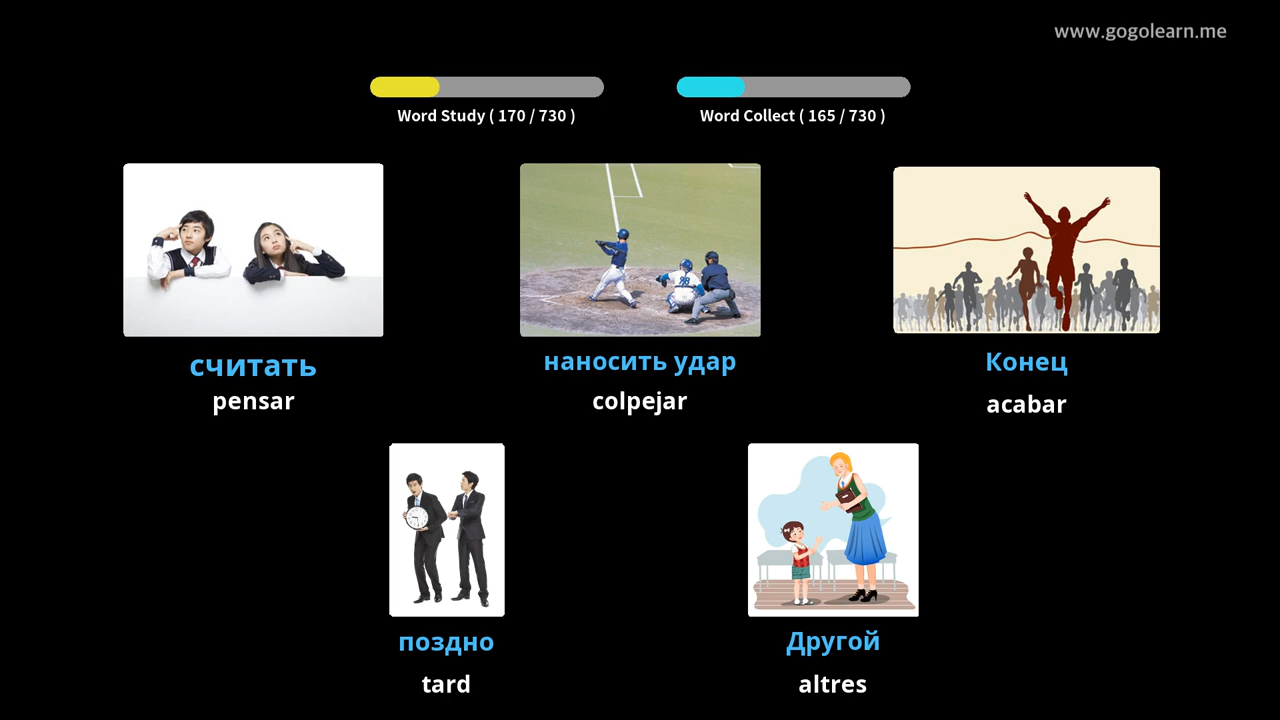 www.gogolearn.me
Word Study ( 170 / 730 )
Word Collect ( 165 / 730 )
считать
pensar
наносить удар
colpejar
Конец
acabar
поздно
tard
Другой
altres